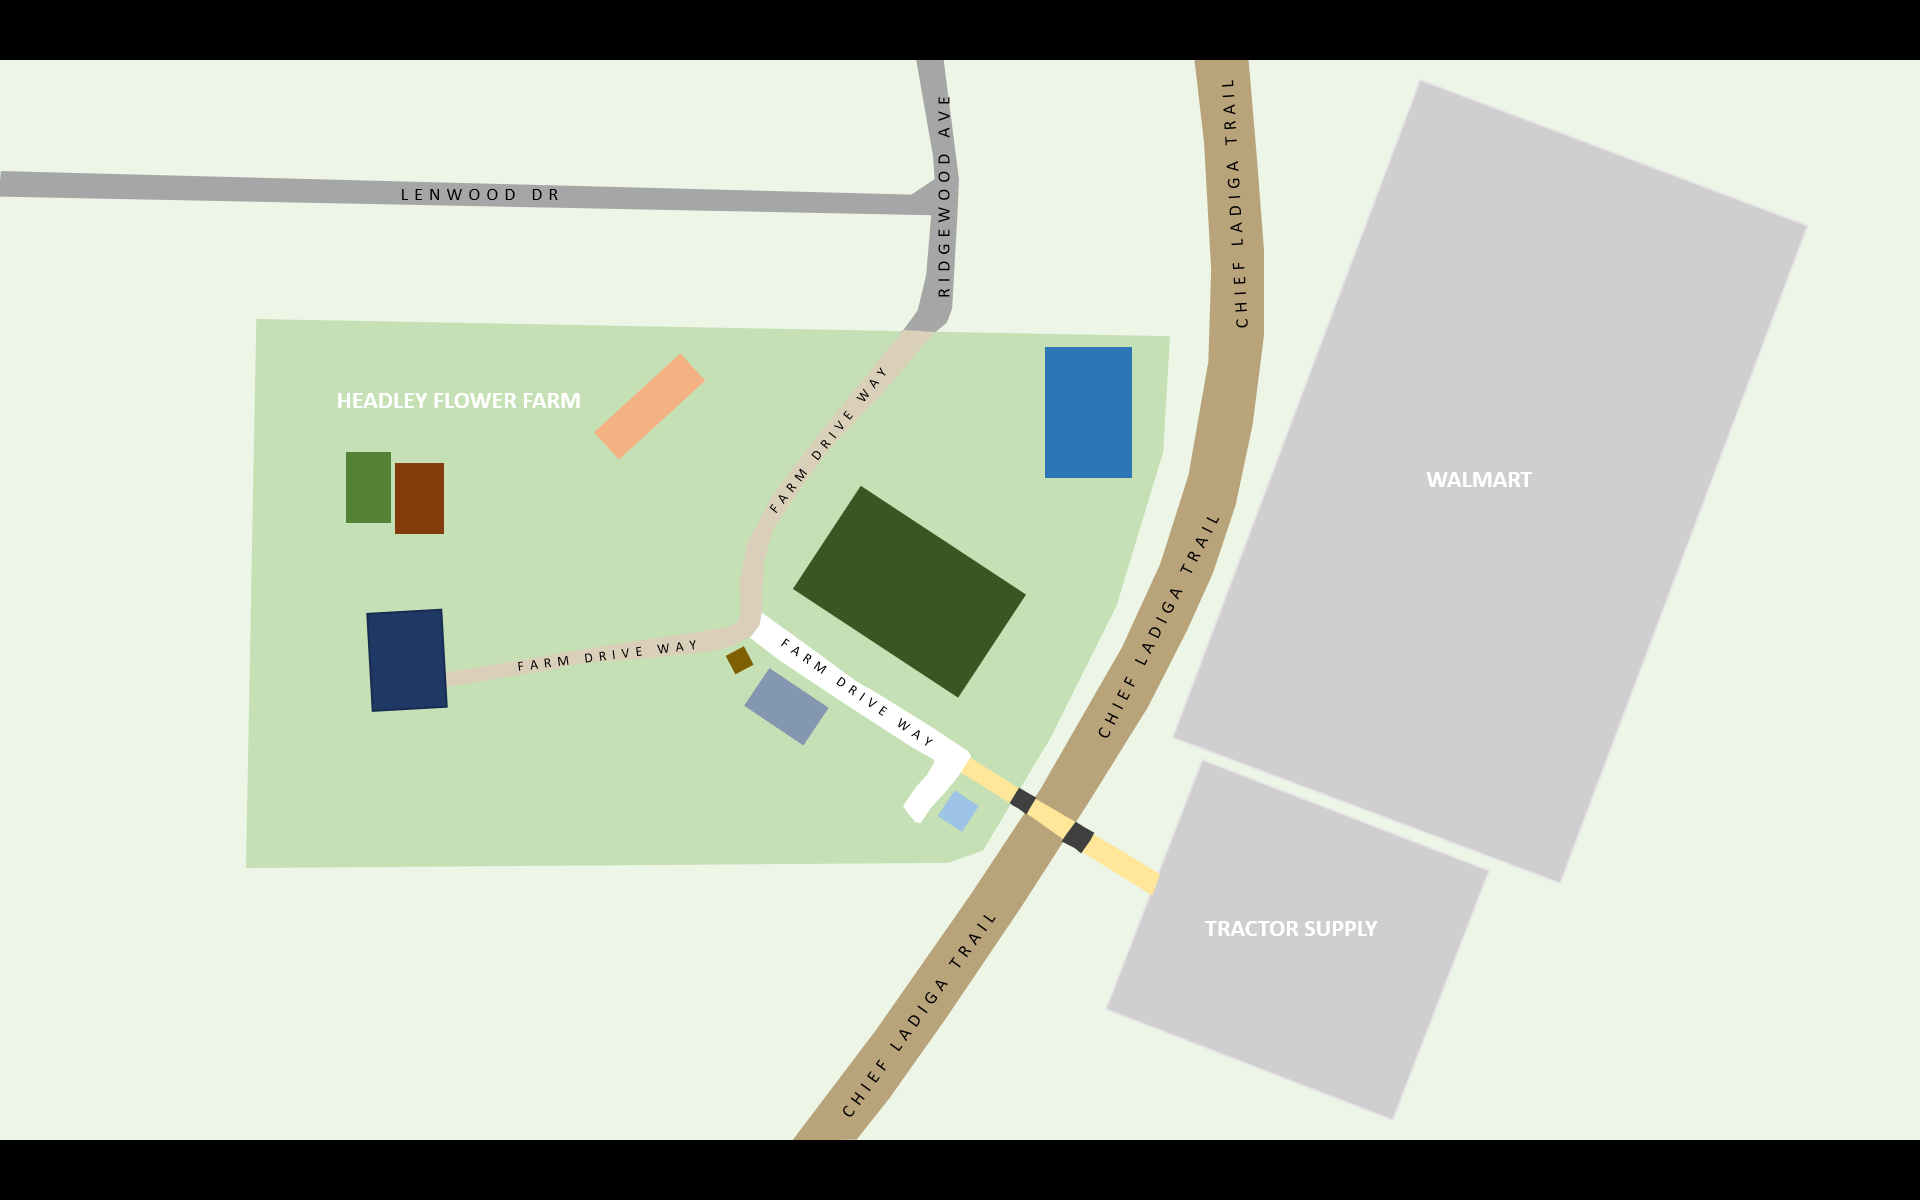 CHIEF LADIGA TRAIL
RIDGEWOOD AVE
LENWOOD DR
HEADLEY FLOWER FARM
FARM DRIVE WAY
WALMART
CHIEF LADIGA TRAIL
FARM DRIVE WAY
FARM DRIVE WAY
TRACTOR SUPPLY
CHIEF LADIGA TRAIL